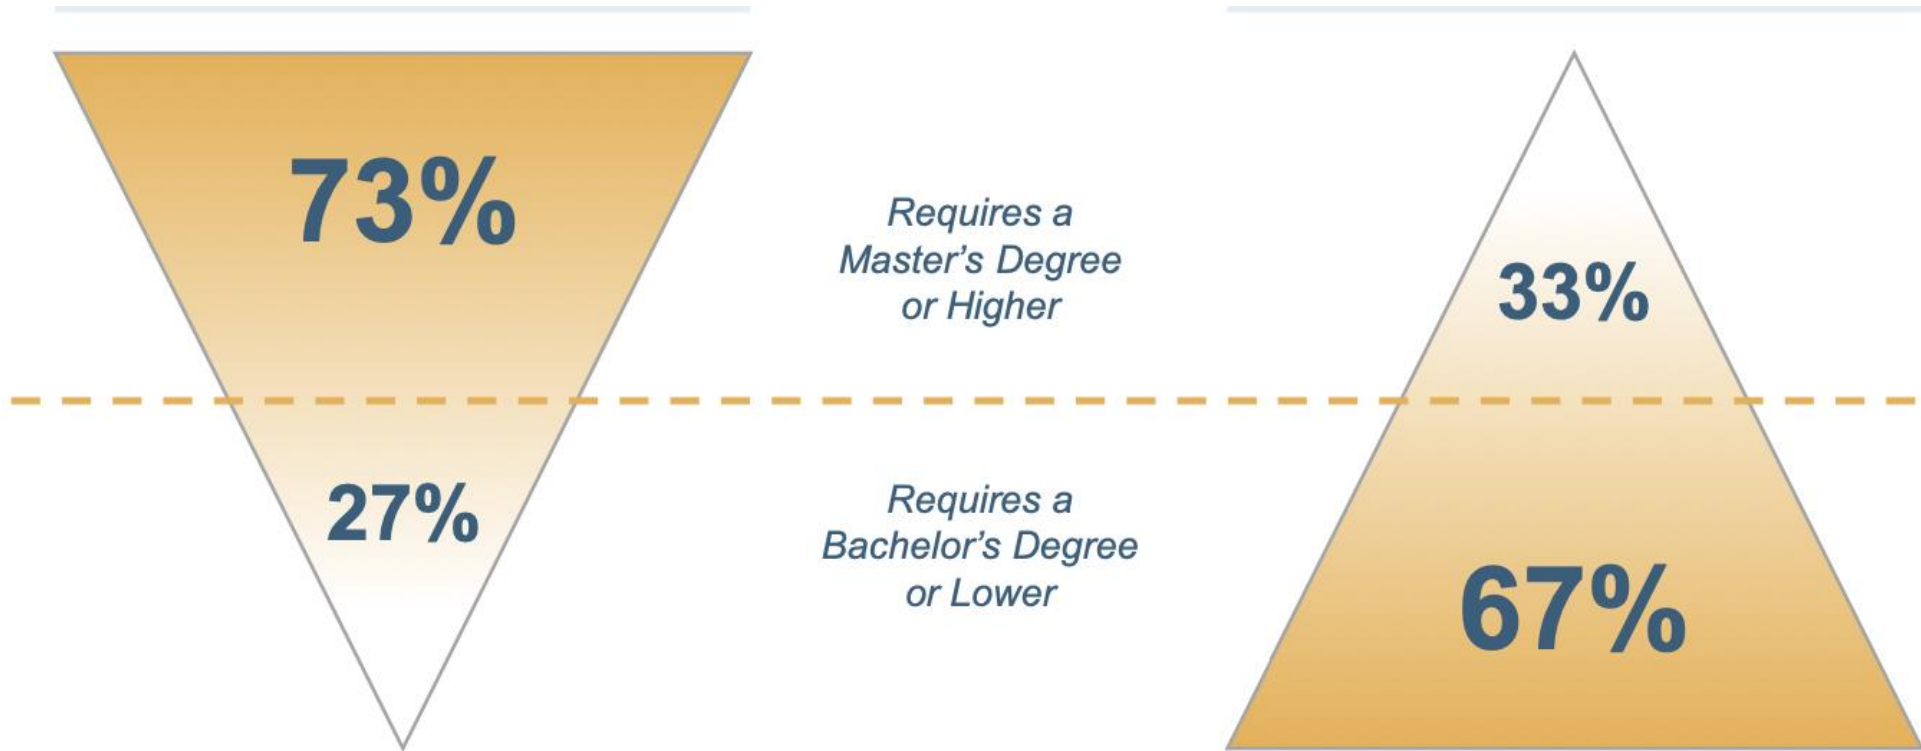 73%
Requires a
Master's Degree
or Higher
33%
27%
Requires a
Bachelor's Degree
or Lower
67%